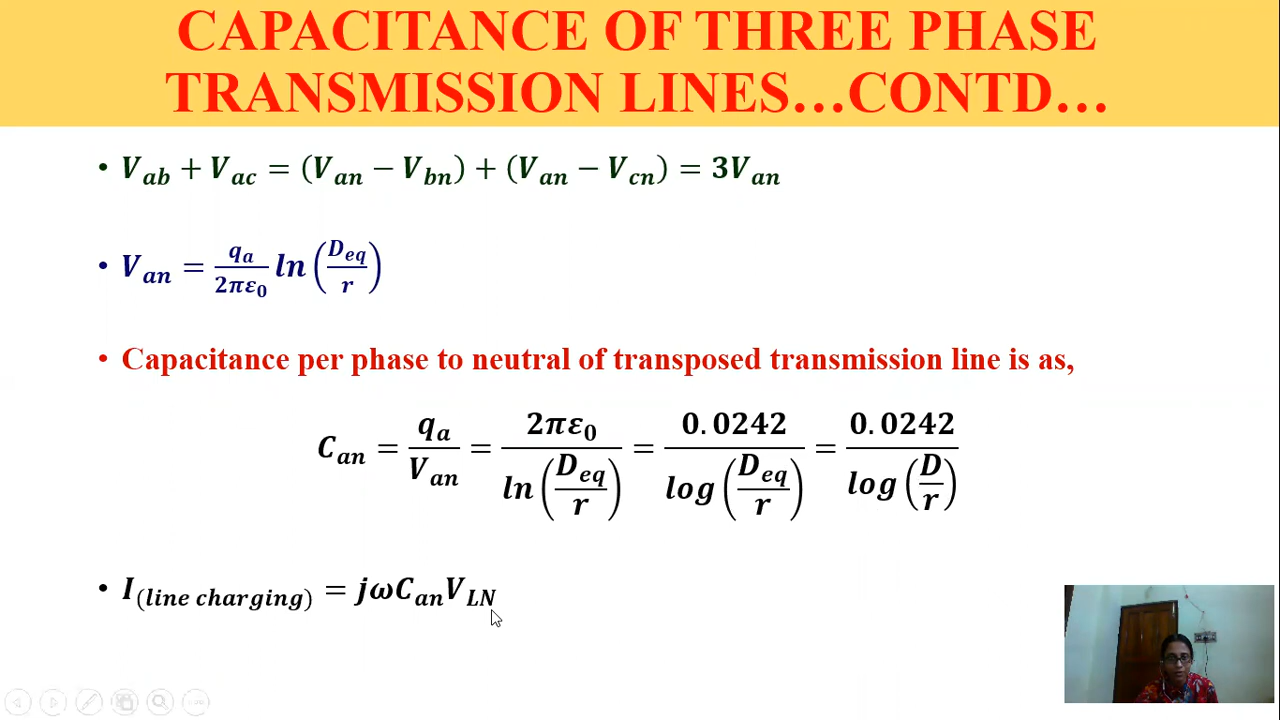 CAPACITANCE OF THREE PHASE
TRANSMISSION LINES...CONTD...
• V_ab + V_ac = (V_an − V_bn) + (V_an − V_cn) = 3V_an
• V_an = q_a/(2πε_0) ln(D_eq/r)
• Capacitance per phase to neutral of transposed transmission line is as,
C_an = q_a/V_an = 2πε_0/ln(D_eq/r) = 0.0242/log(D_eq/r) = 0.0242/log(D/r)
• I_(line charging) = jωC_anV_LN